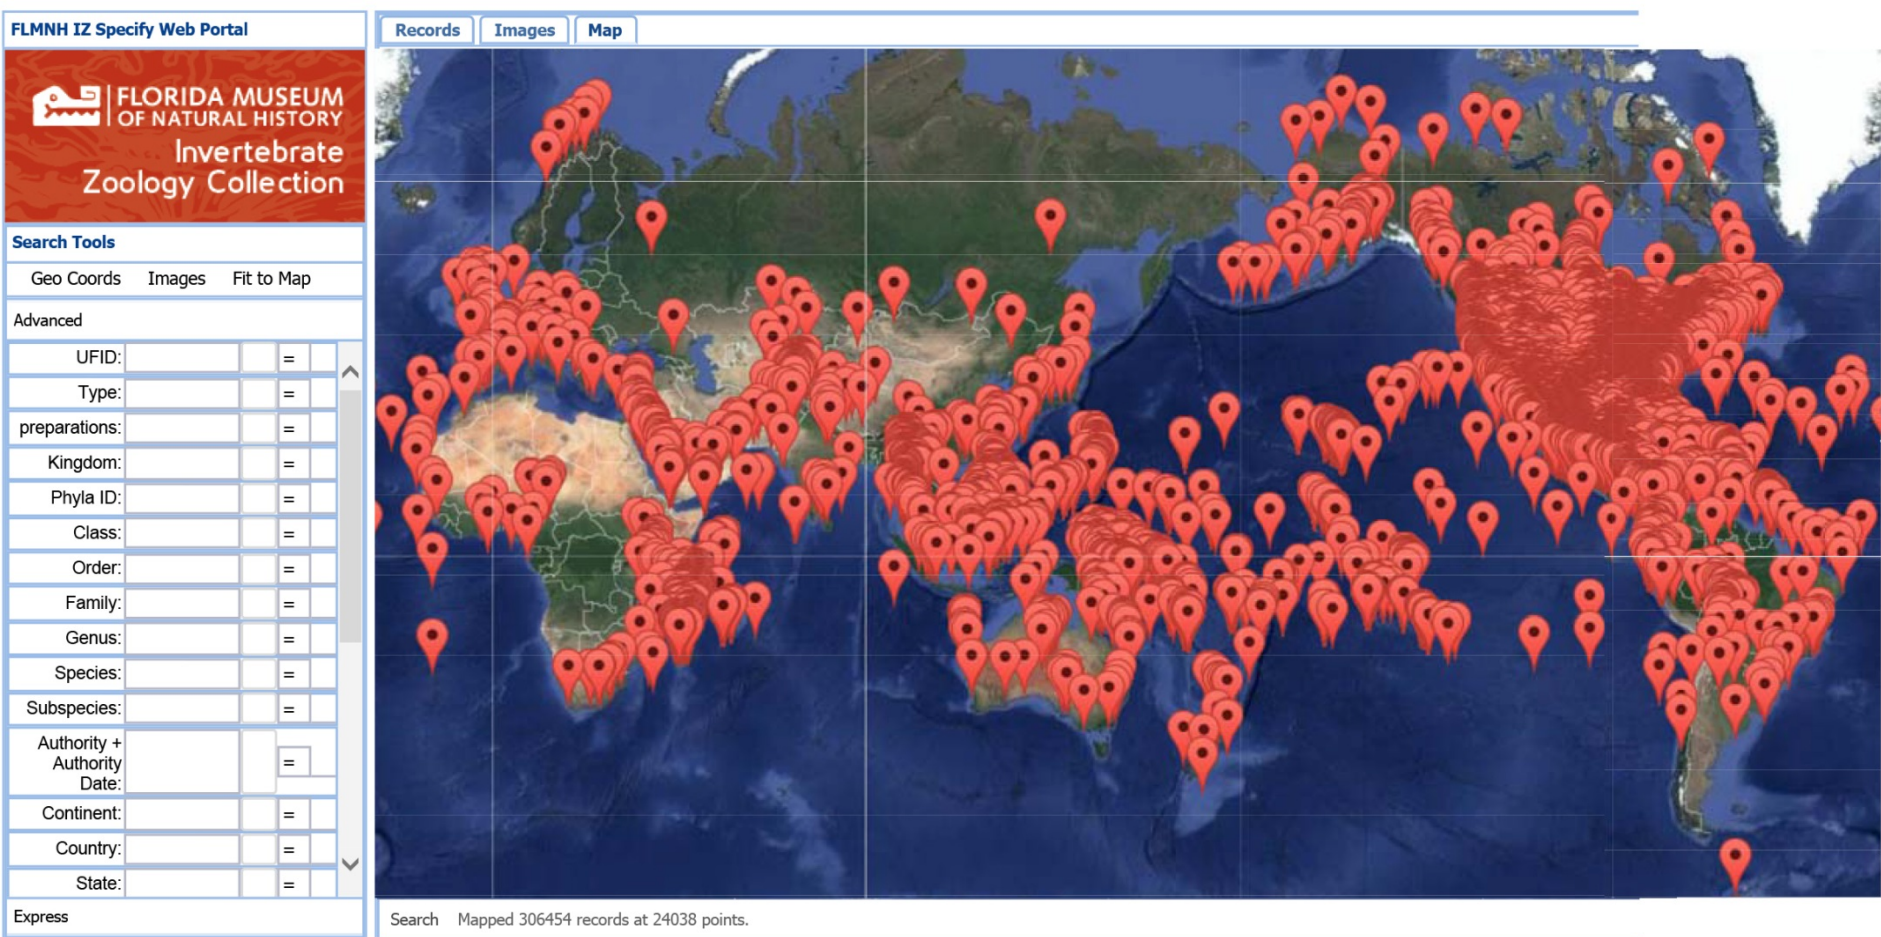 FLMNH IZ Specify Web Portal
Records Images Map
FLORIDA MUSEUM
OF NATURAL HISTORY
Invertebrate
Zoology Collection
Search Tools
Geo Coords Images Fit to Map
Advanced
UFID: =
Type: =
preparations: =
Kingdom: =
Phyla ID: =
Class: =
Order: =
Family: =
Genus: =
Species: =
Subspecies: =
Authority +
Authority
Date: =
Continent: =
Country: =
State: =
Express
Search Mapped 306454 records at 24038 points.